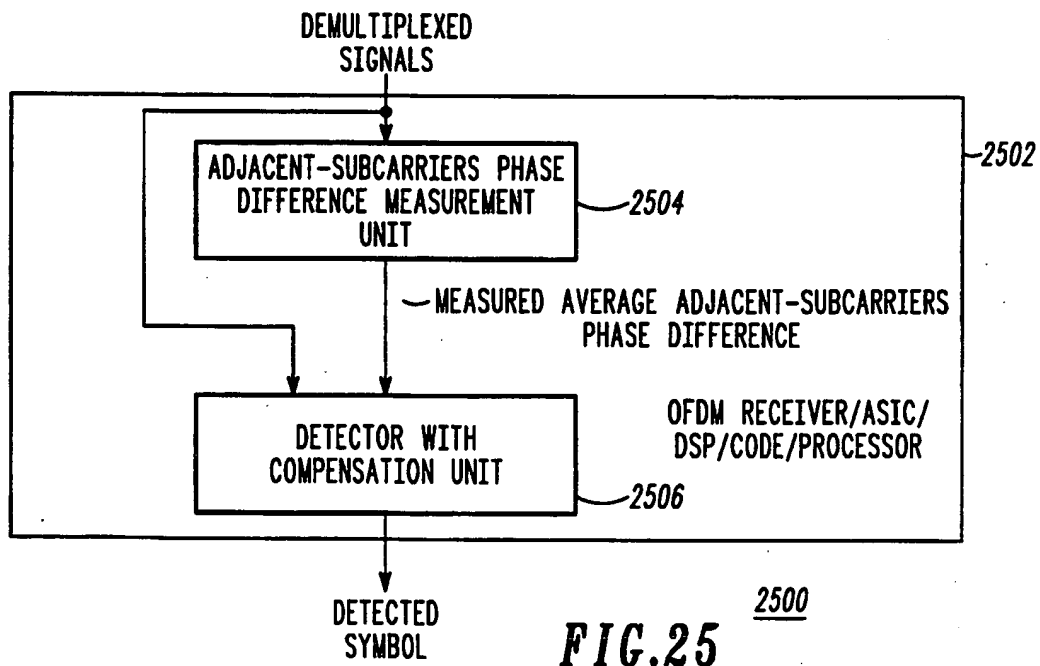 DEMULTIPLEXED
SIGNALS
2502
ADJACENT-SUBCARRIERS PHASE
DIFFERENCE MEASUREMENT
UNIT
2504
MEASURED AVERAGE ADJACENT-SUBCARRIERS
PHASE DIFFERENCE
OFDM RECEIVER/ASIC/
DSP/CODE/PROCESSOR
DETECTOR WITH
COMPENSATION UNIT
2506
DETECTED
SYMBOL
2500
FIG.25